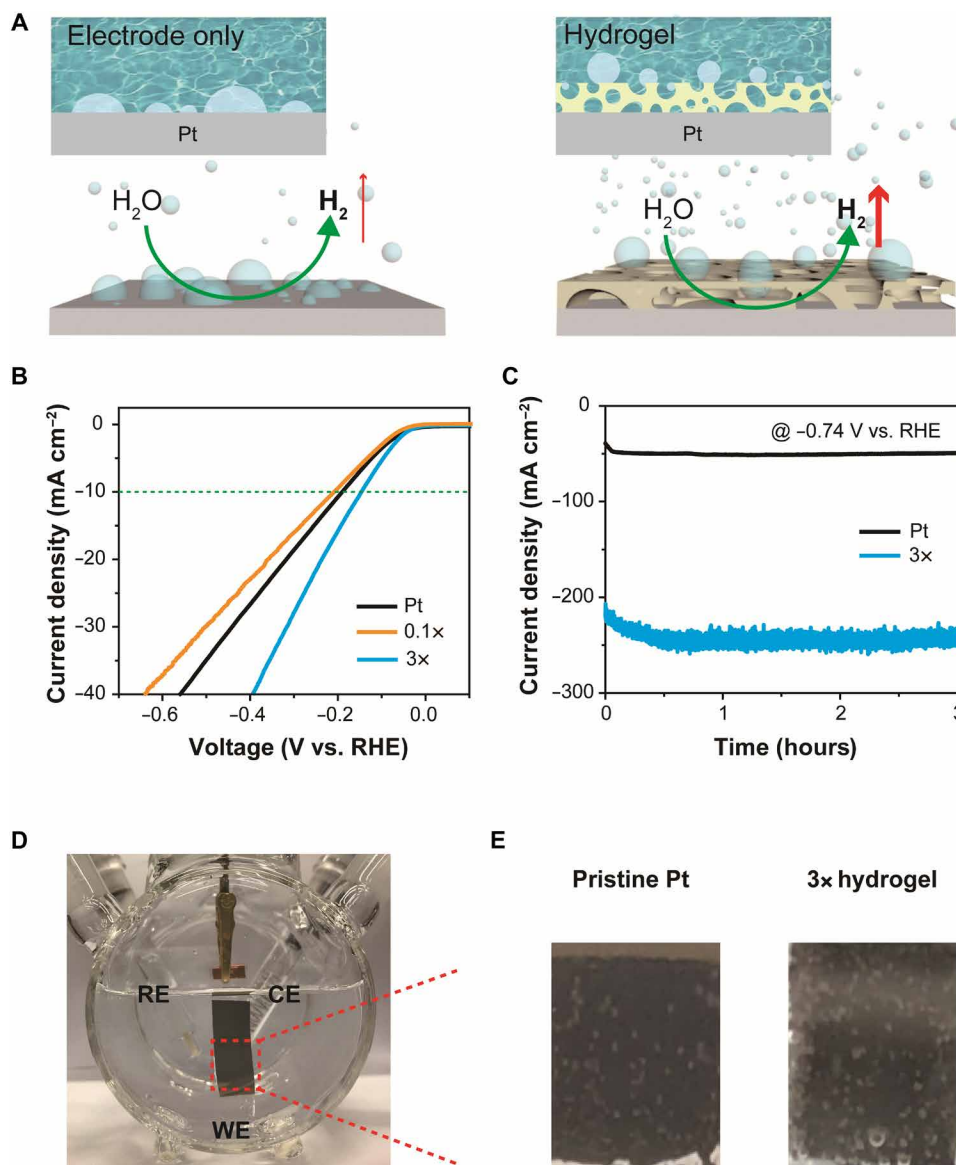 A
Electrode only
Pt
H₂O
H₂
Hydrogel
Pt
H₂O
H₂
B
Current density (mA cm⁻²)
0
–10
–20
–30
–40
Pt
0.1×
3×
–0.6
–0.4
–0.2
0.0
Voltage (V vs. RHE)
C
Current density (mA cm⁻²)
0
–50
–100
–200
–250
–300
@ –0.74 V vs. RHE
Pt
3×
0
1
2
3
Time (hours)
D
RE
CE
WE
E
Pristine Pt
3× hydrogel